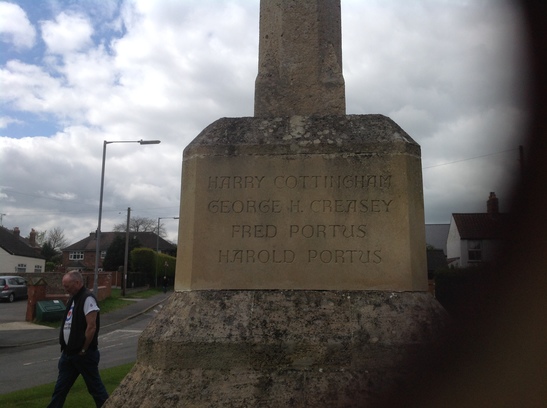 HARRY COTTINGHAM
GEORGE H. CREASEY
FRED PORTUS
HAROLD PORTUS